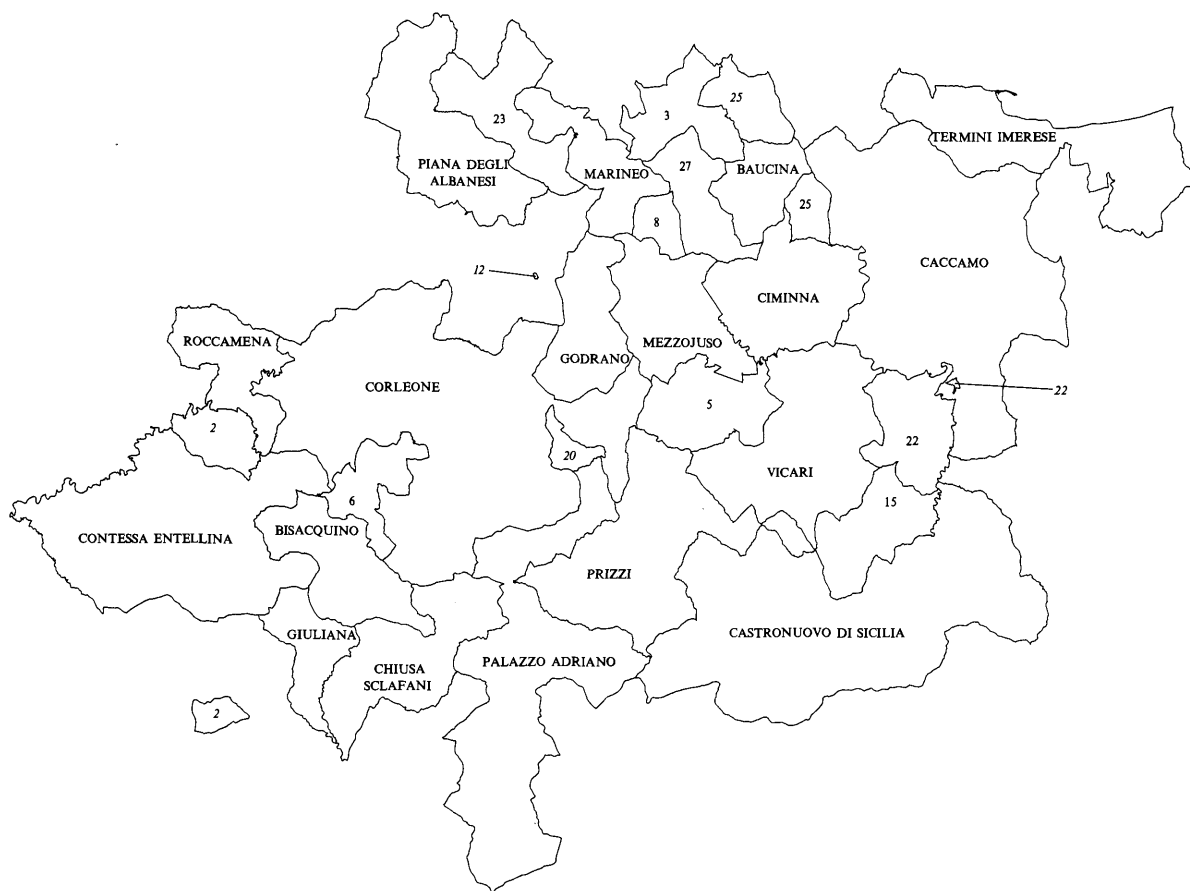 25
3
23
TERMINI IMERESE
PIANA DEGLI
ALBANESI
MARINEO
27
BAUCINA
25
8
CACCAMO
12
CIMINNA
ROCCAMENA
GODRANO
MEZZOJUSO
CORLEONE
22
5
2
20
22
VICARI
6
15
BISACQUINO
CONTESSA ENTELLINA
PRIZZI
GIULIANA
CASTRONUOVO DI SICILIA
PALAZZO ADRIANO
CHIUSA
SCLAFANI
2